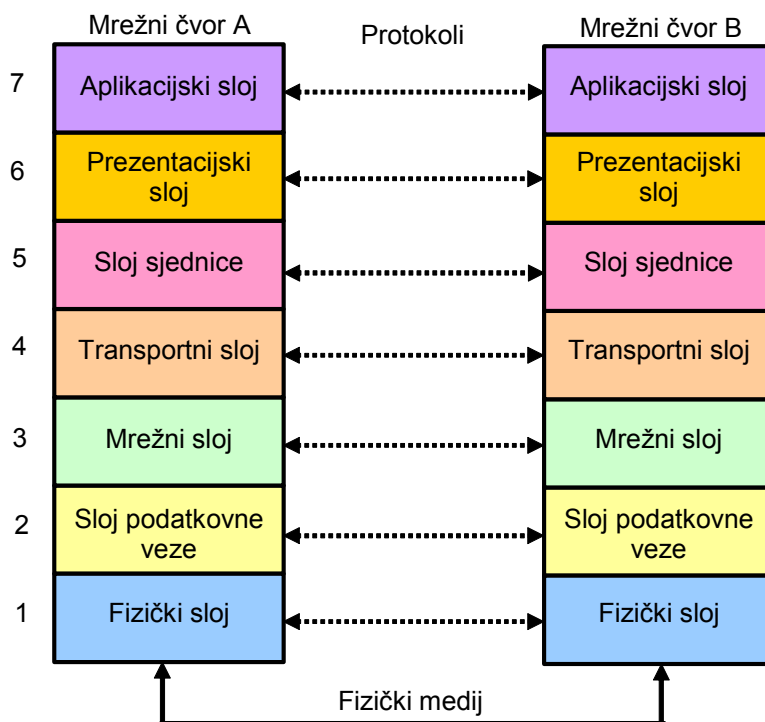 Mrežni čvor A
Protokoli
Mrežni čvor B
7
Aplikacijski sloj
Aplikacijski sloj
6
Prezentacijski
sloj
Prezentacijski
sloj
5
Sloj sjednice
Sloj sjednice
4
Transportni sloj
Transportni sloj
3
Mrežni sloj
Mrežni sloj
2
Sloj podatkovne
veze
Sloj podatkovne
veze
1
Fizički sloj
Fizički sloj
Fizički medij